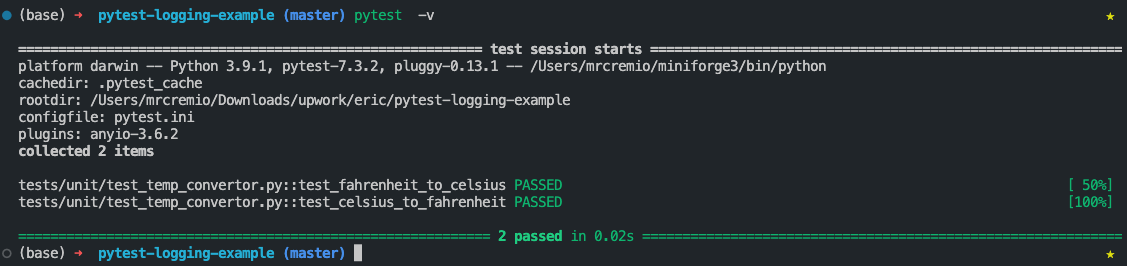 (base) ➜ pytest-logging-example (master) pytest -v
========================================================== test session starts ===========================================================
platform darwin -- Python 3.9.1, pytest-7.3.2, pluggy-0.13.1 -- /Users/mrcremio/miniforge3/bin/python
cachedir: .pytest_cache
rootdir: /Users/mrcremio/Downloads/upwork/eric/pytest-logging-example
configfile: pytest.ini
plugins: anyio-3.6.2
collected 2 items
tests/unit/test_temp_convertor.py::test_fahrenheit_to_celsius PASSED [ 50%]
tests/unit/test_temp_convertor.py::test_celsius_to_fahrenheit PASSED [100%]
=========================================================== 2 passed in 0.02s ============================================================
(base) ➜ pytest-logging-example (master)